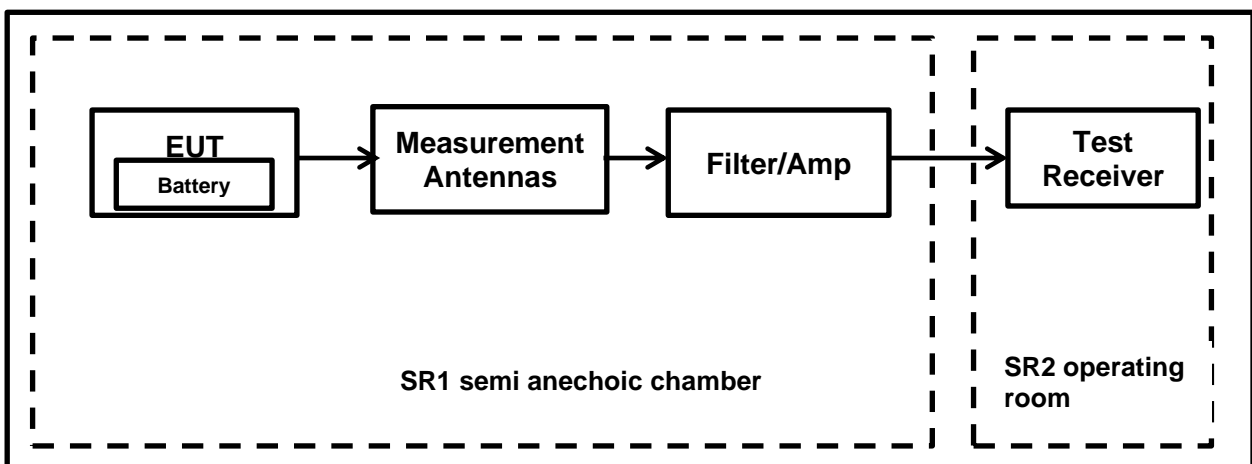 EUT
Battery
Measurement
Antennas
Filter/Amp
Test
Receiver
SR1 semi anechoic chamber
SR2 operating
room